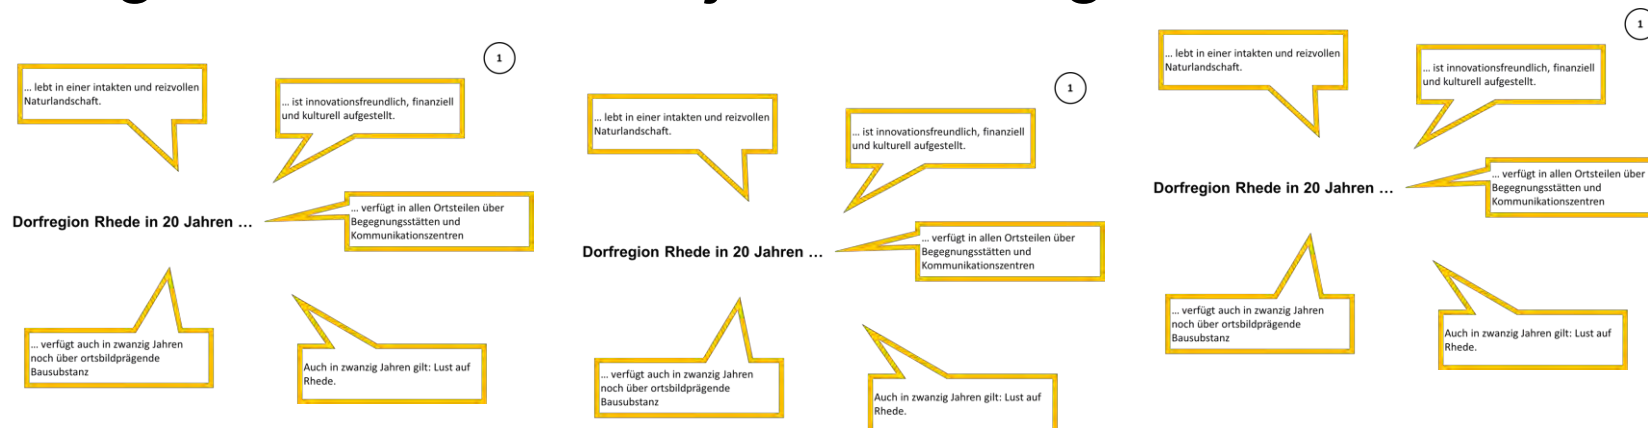 1
... lebt in einer intakten und reizvollen
Naturlandschaft.
... ist innovationsfreundlich, finanziell
und kulturell aufgestellt.
... verfügt in allen Ortsteilen über
Begegnungsstätten und
Kommunikationszentren
Dorfregion Rhede in 20 Jahren ...
... verfügt auch in zwanzig Jahren
noch über ortsbildprägende
Bausubstanz
Auch in zwanzig Jahren gilt: Lust auf
Rhede.
1
... lebt in einer intakten und reizvollen
Naturlandschaft.
... ist innovationsfreundlich, finanziell
und kulturell aufgestellt.
... verfügt in allen Ortsteilen über
Begegnungsstätten und
Kommunikationszentren
Dorfregion Rhede in 20 Jahren ...
... verfügt auch in zwanzig Jahren
noch über ortsbildprägende
Bausubstanz
Auch in zwanzig Jahren gilt: Lust auf
Rhede.
1
... lebt in einer intakten und reizvollen
Naturlandschaft.
... ist innovationsfreundlich, finanziell
und kulturell aufgestellt.
... verfügt in allen Ortsteilen über
Begegnungsstätten und
Kommunikationszentren
Dorfregion Rhede in 20 Jahren ...
... verfügt auch in zwanzig Jahren
noch über ortsbildprägende
Bausubstanz
Auch in zwanzig Jahren gilt: Lust auf
Rhede.